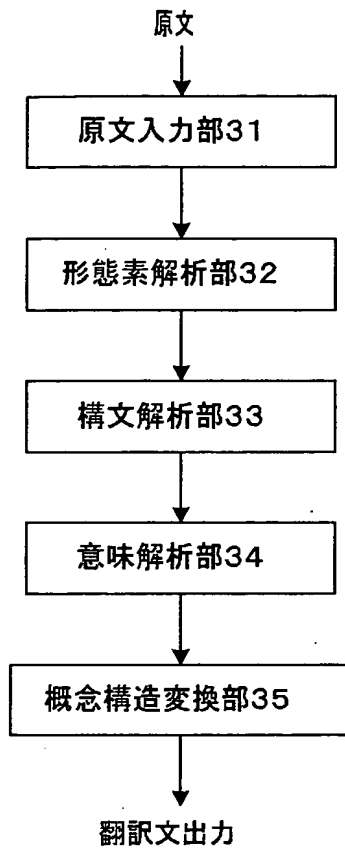 原文
原文入力部31
形態素解析部32
構文解析部33
意味解析部34
概念構造変換部35
翻訳文出力